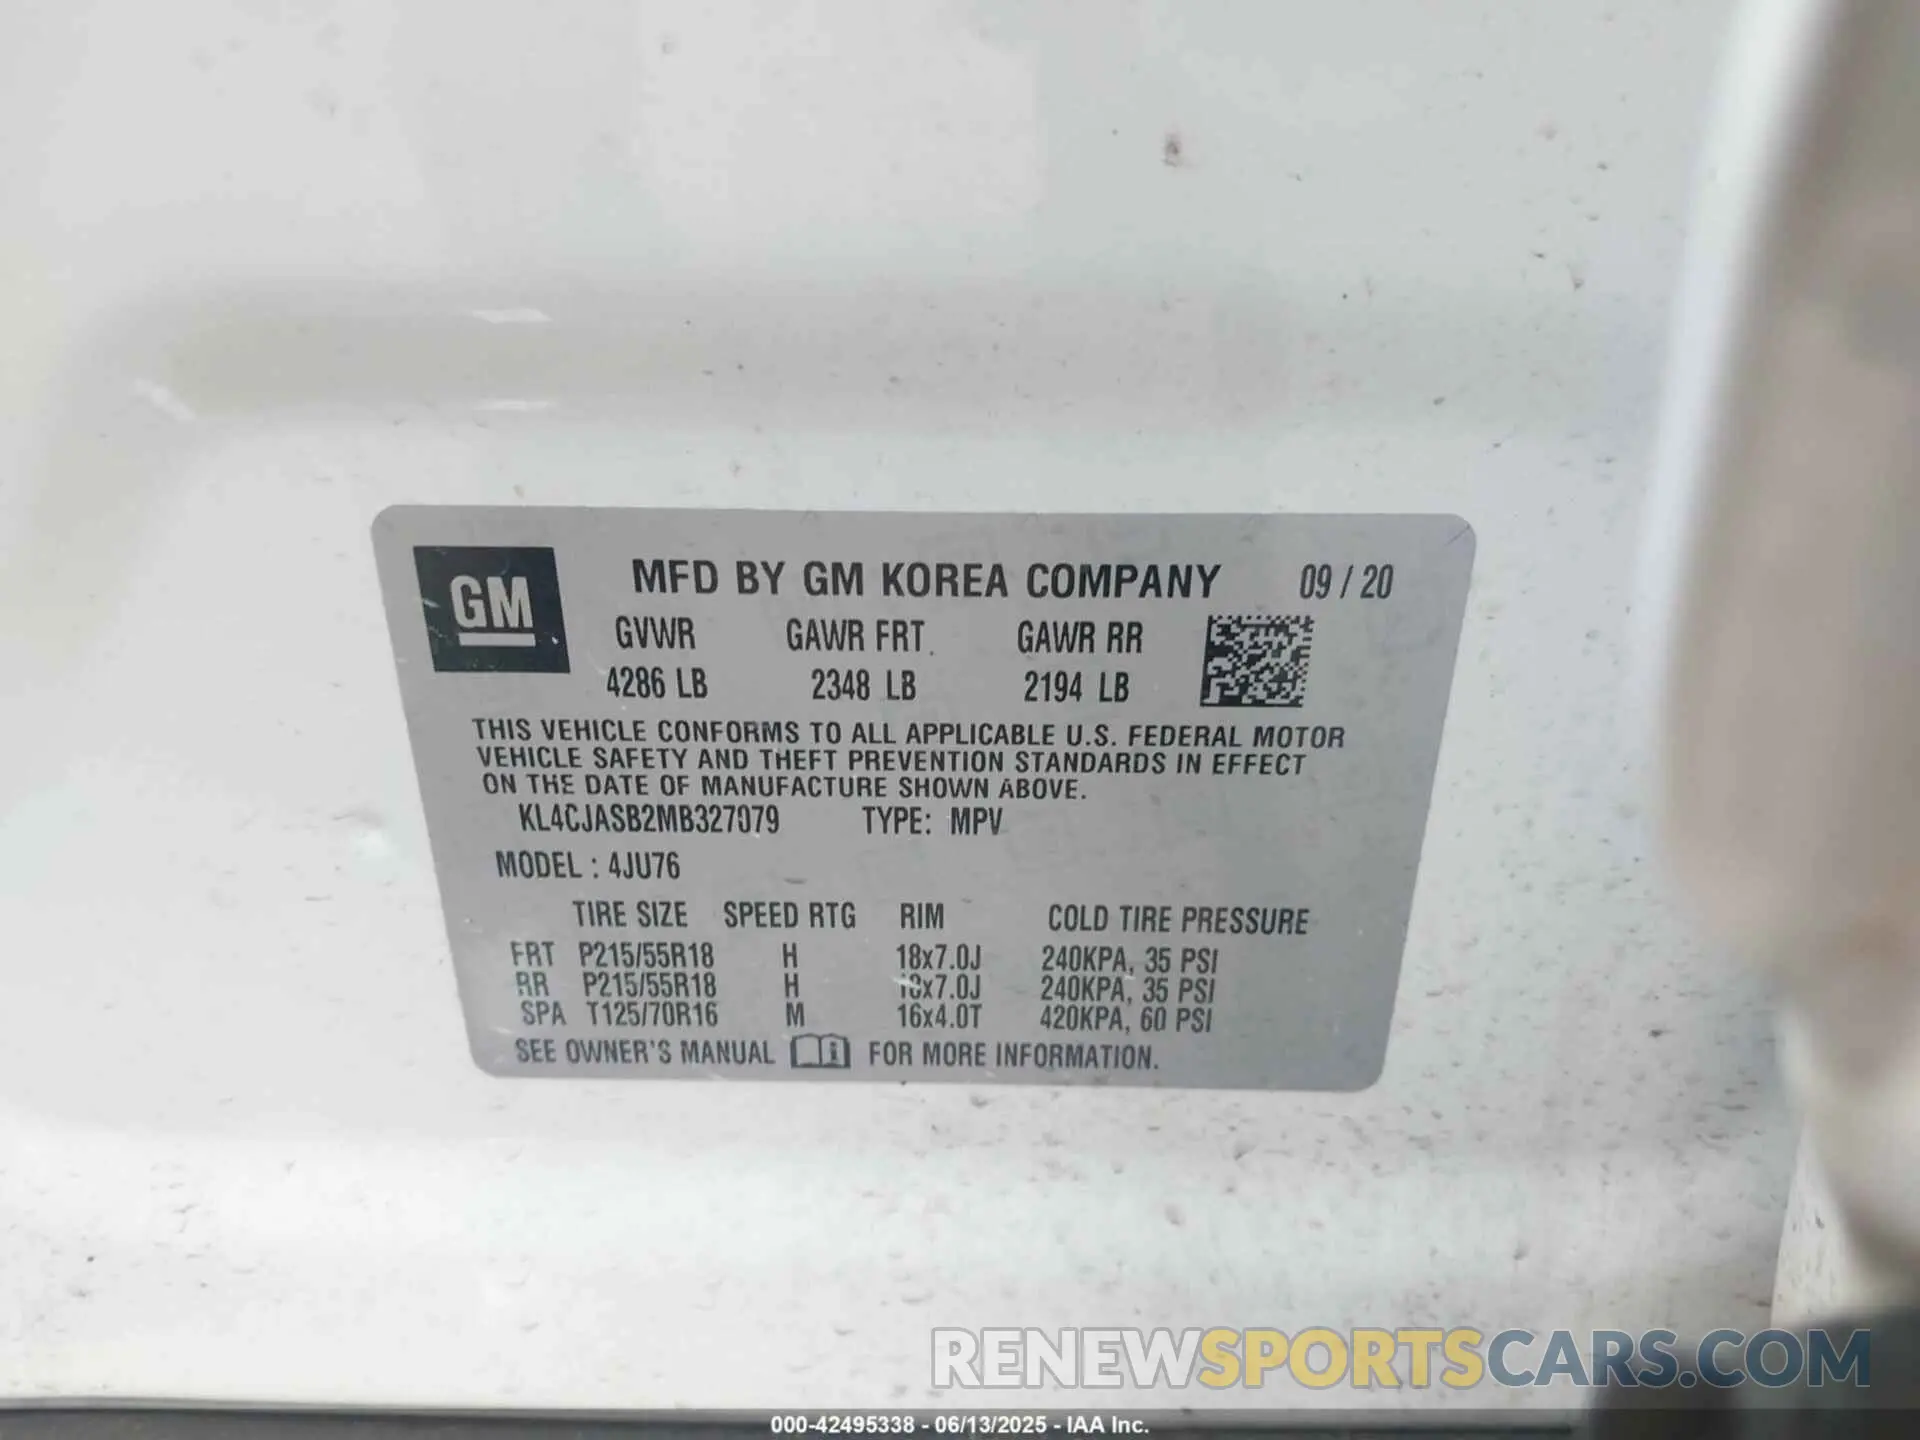 GM
MFD BY GM KOREA COMPANY 09 / 20
GVWR GAWR FRT. GAWR RR
4286 LB 2348 LB 2194 LB
THIS VEHICLE CONFORMS TO ALL APPLICABLE U.S. FEDERAL MOTOR
VEHICLE SAFETY AND THEFT PREVENTION STANDARDS IN EFFECT
ON THE DATE OF MANUFACTURE SHOWN ABOVE.
KL4CJASB2MB327079 TYPE: MPV
MODEL : 4JU76
TIRE SIZE SPEED RTG RIM COLD TIRE PRESSURE
FRT P215/55R18 H 18x7.0J 240KPA, 35 PSI
RR P215/55R18 H 18x7.0J 240KPA, 35 PSI
SPA T125/70R16 M 16x4.0T 420KPA, 60 PSI
SEE OWNER'S MANUAL FOR MORE INFORMATION.
RENEWSPORTSCARS.COM
000-42495338 - 06/13/2025 - IAA Inc.